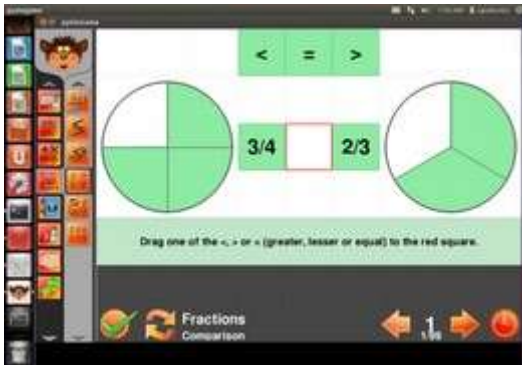 < = >
3/4 2/3
Drag one of the <, > or = (greater, lesser or equal) to the red square.
Fractions
Comparison
1